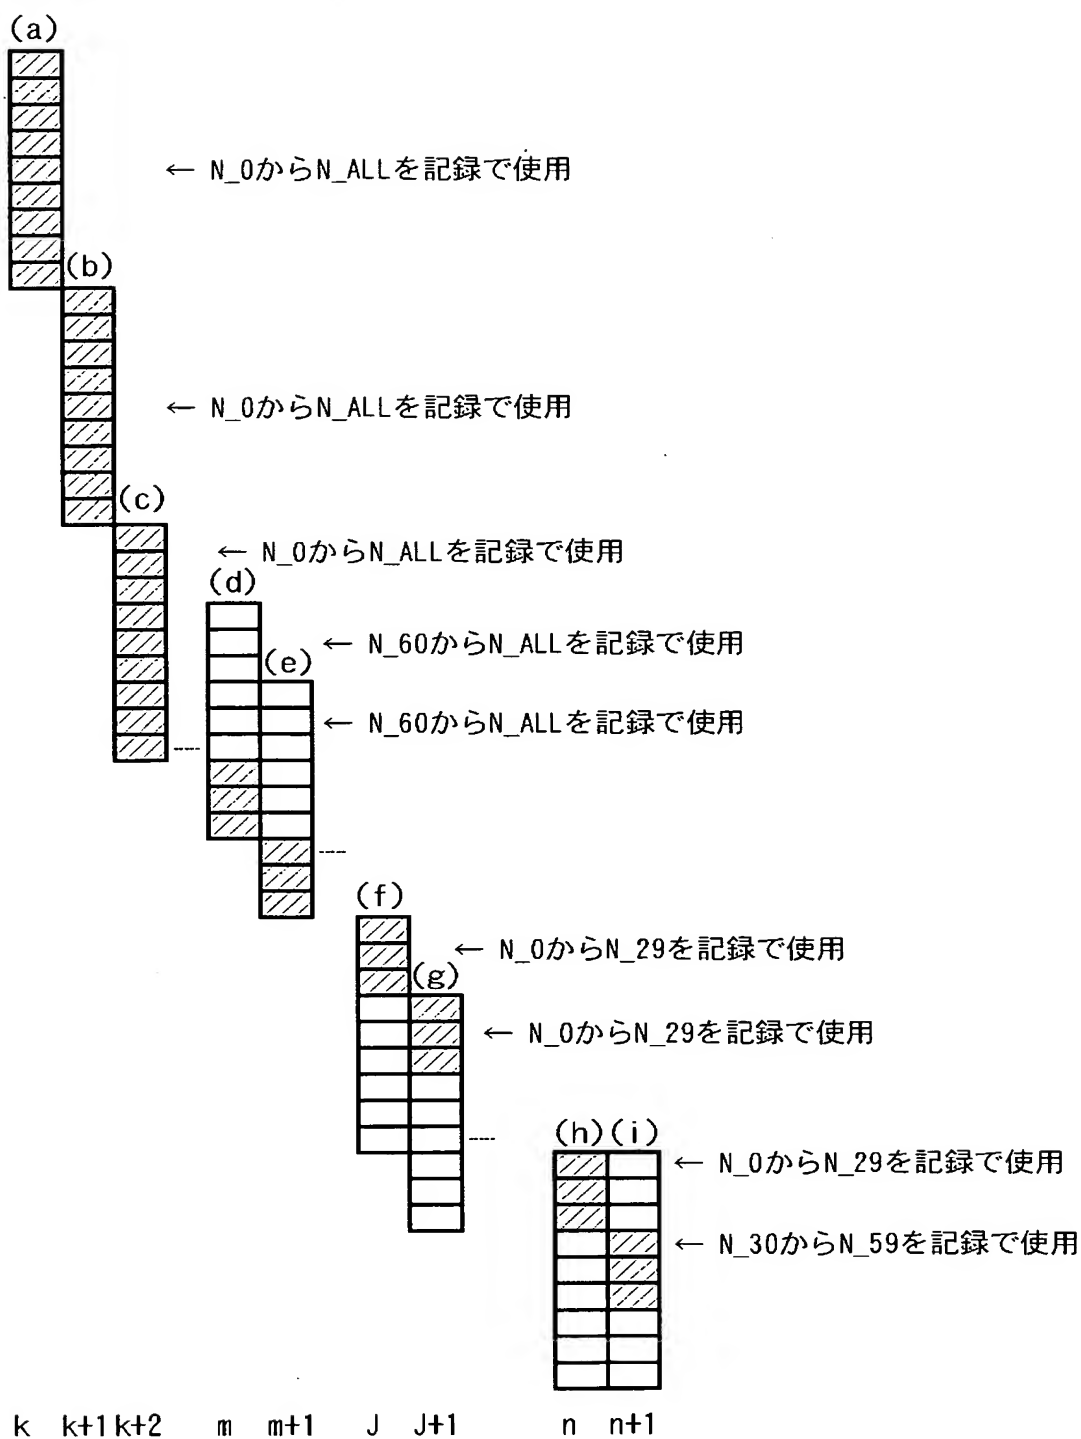 (a)
← N_0からN_ALLを記録で使用
(b)
← N_0からN_ALLを記録で使用
(c)
← N_0からN_ALLを記録で使用
(d)
← N_60からN_ALLを記録で使用
(e)
← N_60からN_ALLを記録で使用
(f)
← N_0からN_29を記録で使用
(g)
← N_0からN_29を記録で使用
(h) (i)
← N_0からN_29を記録で使用
← N_30からN_59を記録で使用
k k+1 k+2 m m+1 J J+1 n n+1